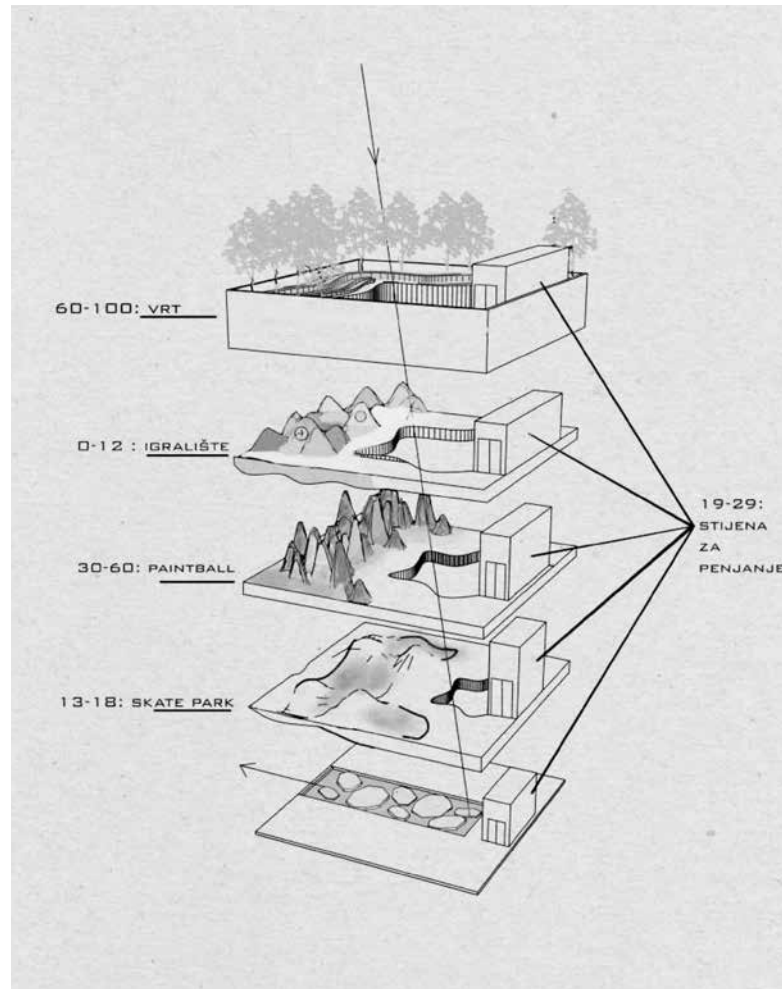 60-100: VRT
0-12 : IGRALIŠTE
30-60: PAINTBALL
13-18: SKATE PARK
19-29:
STIJENA
ZA
PENJANJE